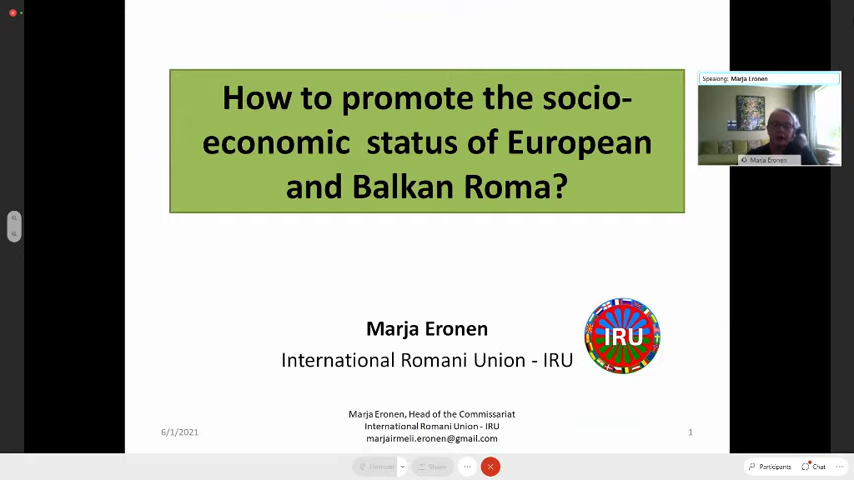 How to promote the socio-
economic status of European
and Balkan Roma?
Speaking: Marja Eronen
Marja Eronen
Marja Eronen
International Romani Union - IRU
IRU
Marja Eronen, Head of the Commissariat
International Romani Union - IRU
marjairmeli.eronen@gmail.com
6/1/2021
1
Unmute
Share
Participants
Chat